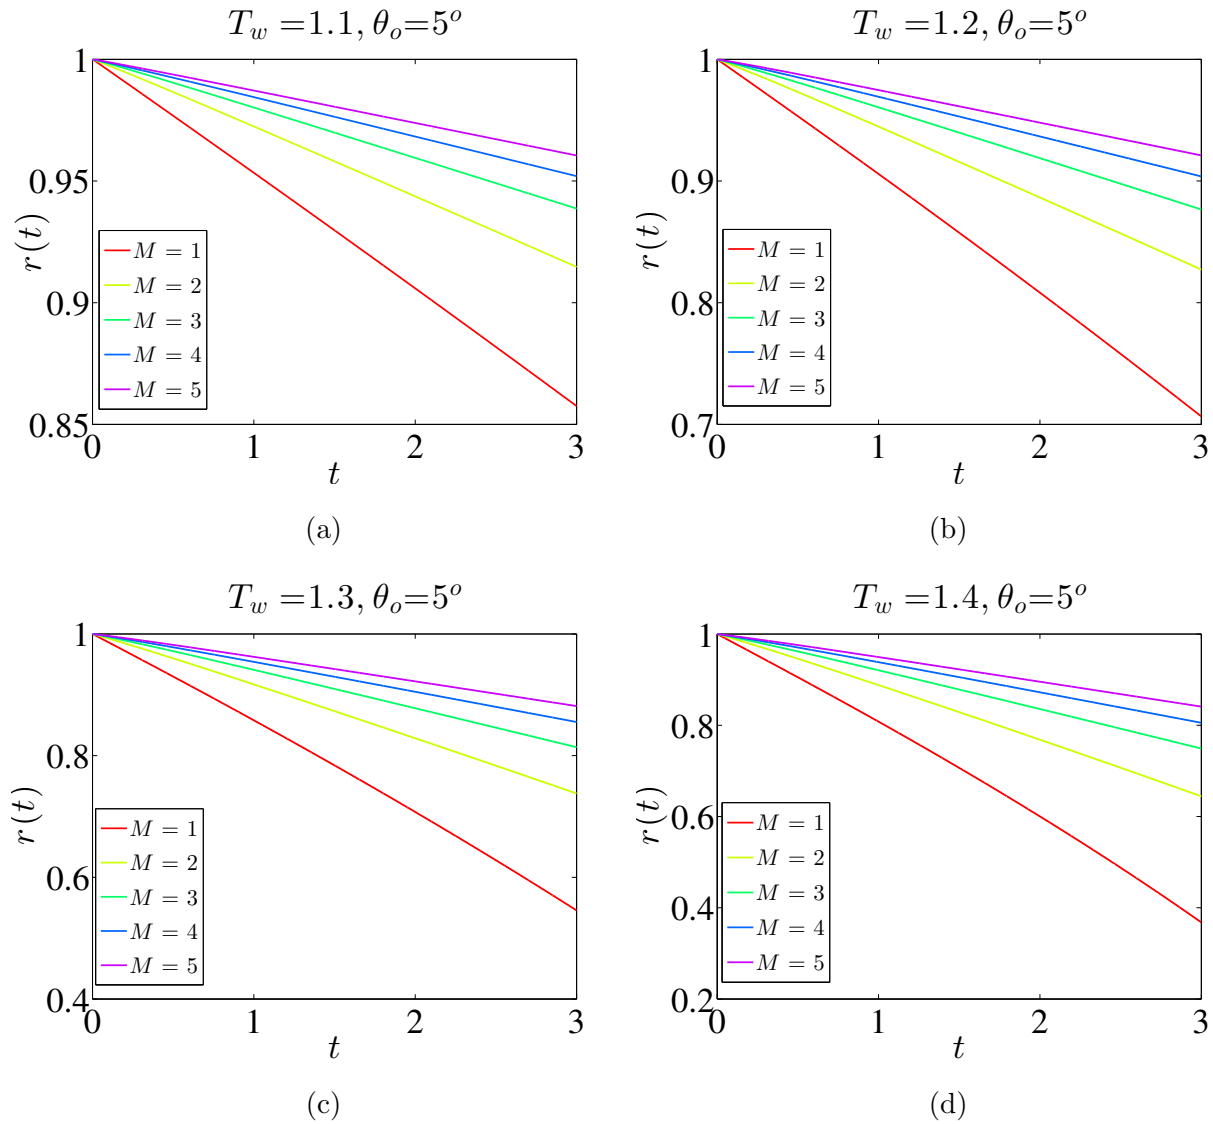 T_w =1.1, θ_o=5^o
1
0.95
0.9
0.85
r(t)
M = 1
M = 2
M = 3
M = 4
M = 5
0 1 2 3
t
(a)
T_w =1.2, θ_o=5^o
1
0.9
0.8
0.7
r(t)
M = 1
M = 2
M = 3
M = 4
M = 5
0 1 2 3
t
(b)
T_w =1.3, θ_o=5^o
1
0.8
0.6
0.4
r(t)
M = 1
M = 2
M = 3
M = 4
M = 5
0 1 2 3
t
(c)
T_w =1.4, θ_o=5^o
1
0.8
0.6
0.4
0.2
r(t)
M = 1
M = 2
M = 3
M = 4
M = 5
0 1 2 3
t
(d)